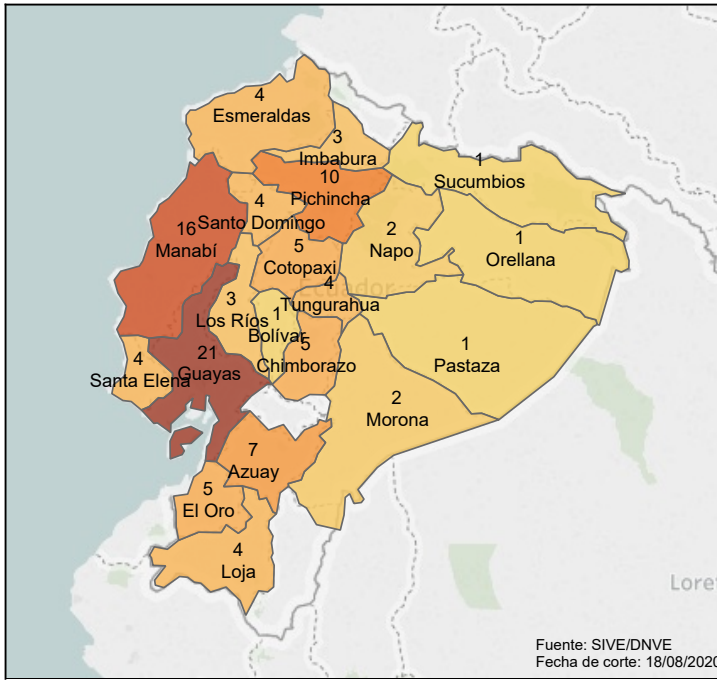 4
Esmeraldas
3
Imbabura
1
Sucumbios
10
Pichincha
4
Santo Domingo
16
Manabí
2
Napo
1
Orellana
5
Cotopaxi
Ecuador
4
Tungurahua
3
Los Ríos
1
Bolívar
5
Chimborazo
1
Pastaza
4
Santa Elena
21
Guayas
2
Morona
7
Azuay
5
El Oro
4
Loja
Loret
Fuente: SIVE/DNVE
Fecha de corte: 18/08/2020